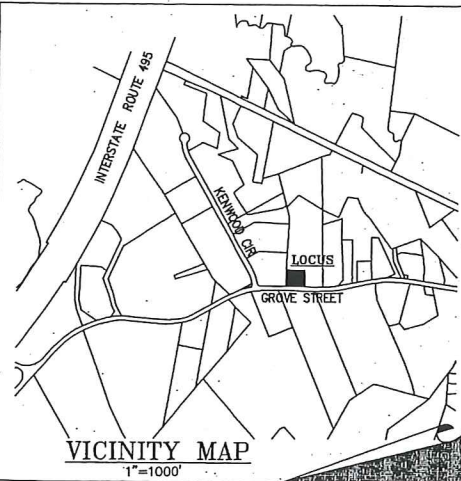 INTERSTATE ROUTE 495
KENWOOD CIR
LOCUS
GROVE STREET
VICINITY MAP
1"=1000'